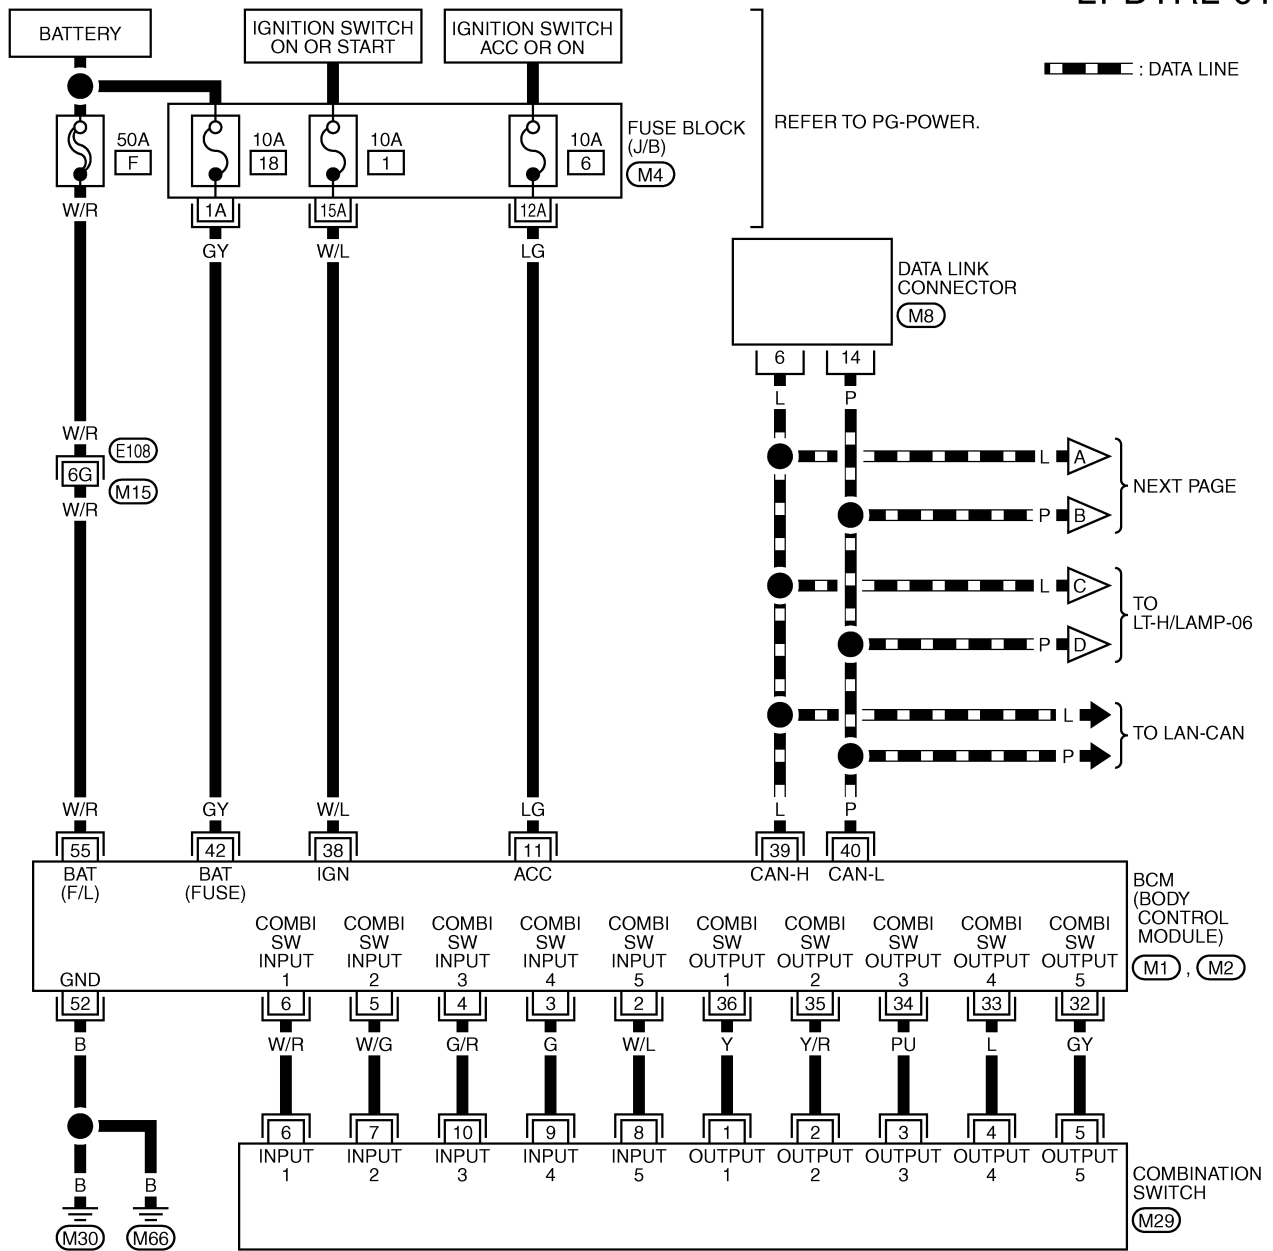 BATTERY
IGNITION SWITCH
ON OR START
IGNITION SWITCH
ACC OR ON
: DATA LINE
REFER TO PG-POWER.
50A
F
10A
18
10A
1
10A
6
FUSE BLOCK
(J/B)
M4
1A
15A
12A
W/R
GY
W/L
LG
DATA LINK
CONNECTOR
M8
6
14
L
P
W/R
E108
6G
M15
W/R
L
A
P
B
NEXT PAGE
L
C
P
D
TO
LT-H/LAMP-06
L
P
TO LAN-CAN
W/R
GY
W/L
LG
L
P
55
42
38
11
39
40
BAT
(F/L)
BAT
(FUSE)
IGN
ACC
CAN-H
CAN-L
BCM
(BODY
CONTROL
MODULE)
M1 , M2
COMBI
SW
INPUT
1
COMBI
SW
INPUT
2
COMBI
SW
INPUT
3
COMBI
SW
INPUT
4
COMBI
SW
INPUT
5
COMBI
SW
OUTPUT
1
COMBI
SW
OUTPUT
2
COMBI
SW
OUTPUT
3
COMBI
SW
OUTPUT
4
COMBI
SW
OUTPUT
5
GND
52
6
5
4
3
2
36
35
34
33
32
B
W/R
W/G
G/R
G
W/L
Y
Y/R
PU
L
GY
6
7
10
9
8
1
2
3
4
5
INPUT
1
INPUT
2
INPUT
3
INPUT
4
INPUT
5
OUTPUT
1
OUTPUT
2
OUTPUT
3
OUTPUT
4
OUTPUT
5
COMBINATION
SWITCH
M29
B
B
M30
M66